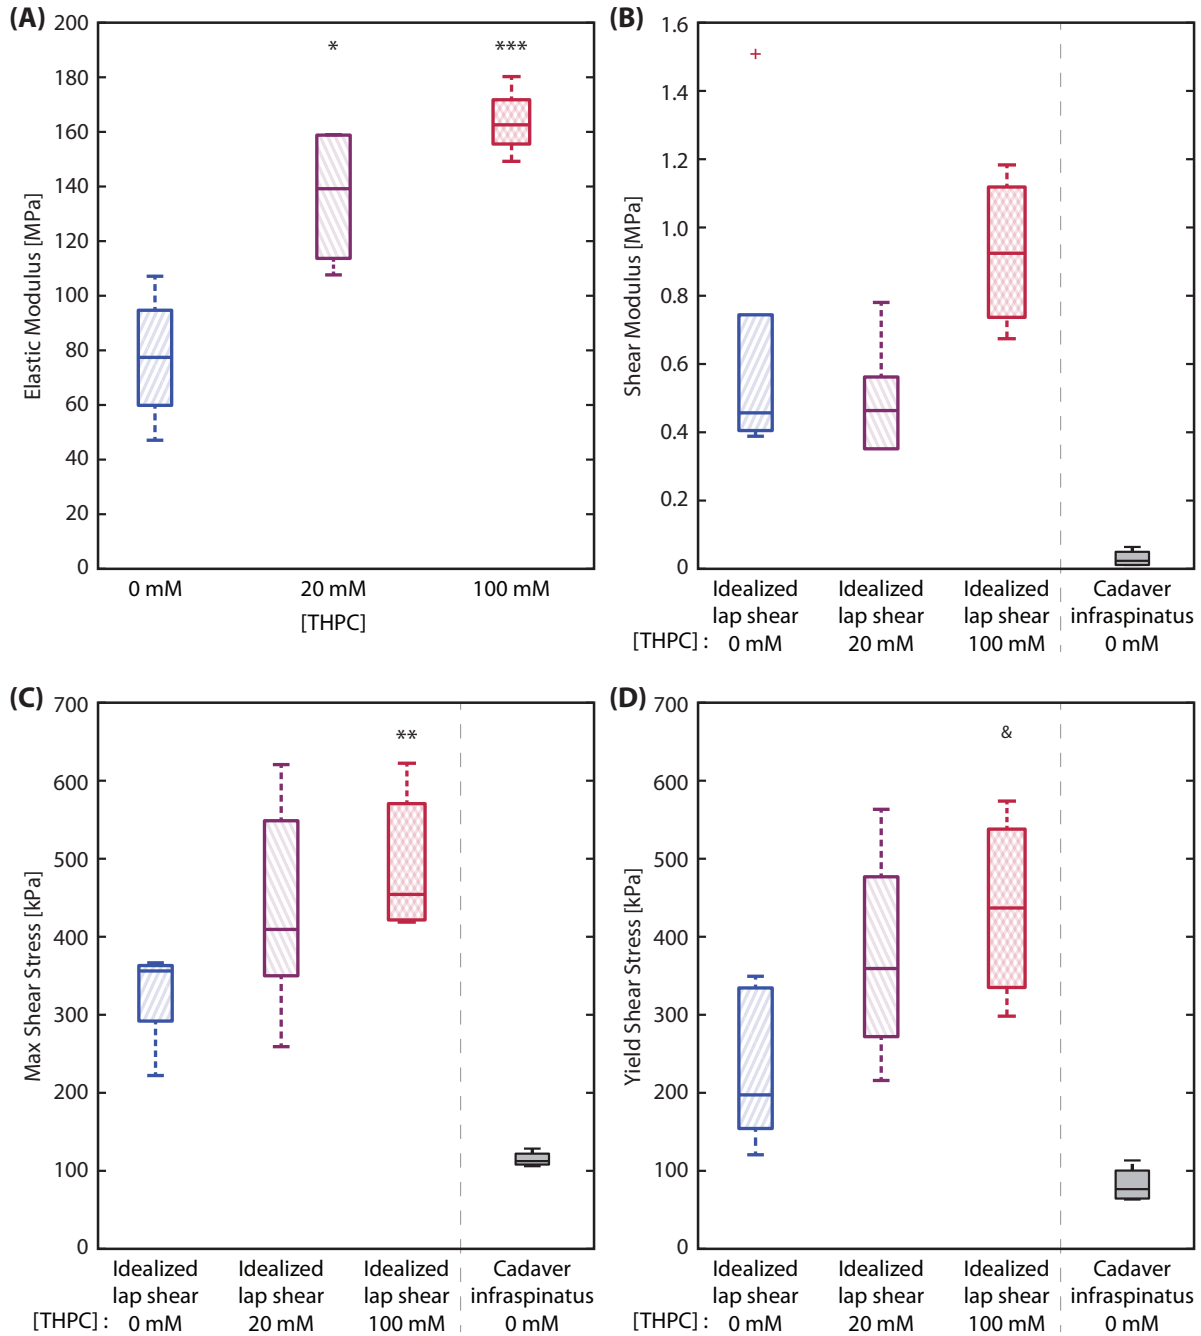 (A)
200
180
160
140
120
100
80
60
40
20
0
Elastic Modulus [MPa]
*
***
0 mM 20 mM 100 mM
[THPC]
(B)
1.6
1.4
1.2
1.0
0.8
0.6
0.4
0.2
0
Shear Modulus [MPa]
+
Idealized Idealized Idealized Cadaver
lap shear lap shear lap shear infraspinatus
[THPC] : 0 mM 20 mM 100 mM 0 mM
(C)
700
600
500
400
300
200
100
0
Max Shear Stress [kPa]
**
Idealized Idealized Idealized Cadaver
lap shear lap shear lap shear infraspinatus
[THPC] : 0 mM 20 mM 100 mM 0 mM
(D)
700
600
500
400
300
200
100
0
Yield Shear Stress [kPa]
&
Idealized Idealized Idealized Cadaver
lap shear lap shear lap shear infraspinatus
[THPC] : 0 mM 20 mM 100 mM 0 mM